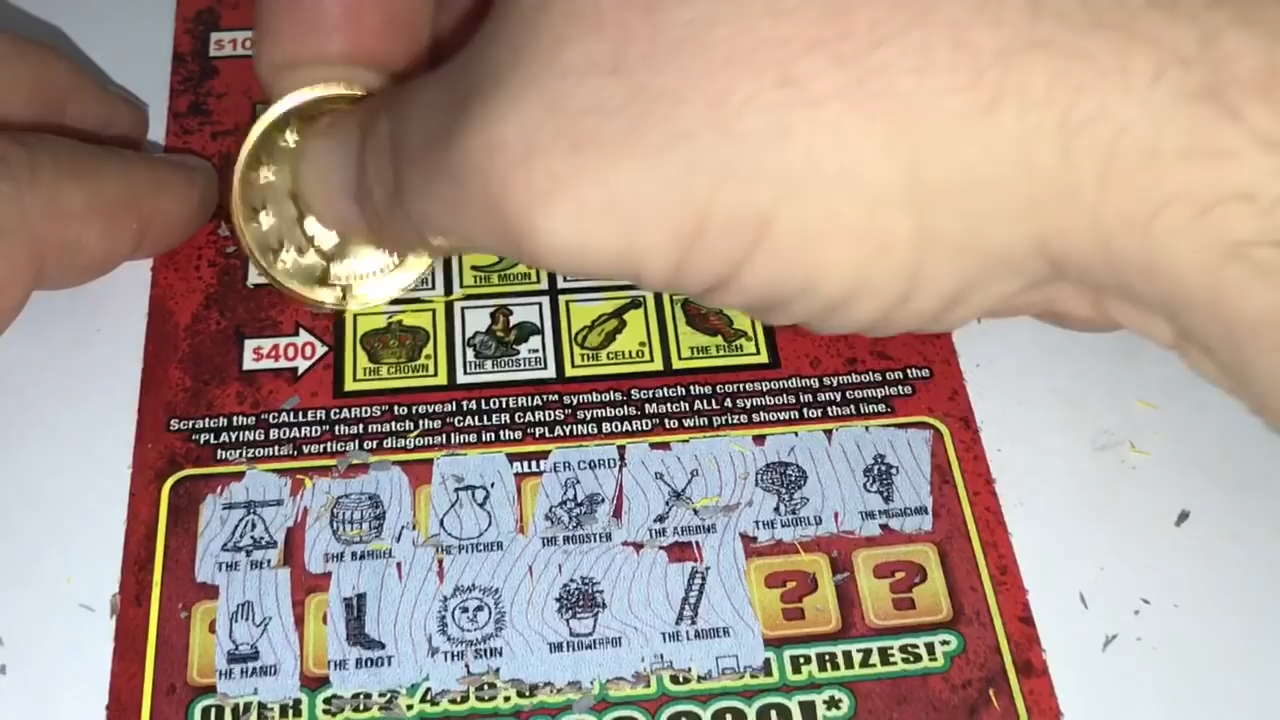 $10
THE MOON
$400
THE CROWN THE ROOSTER THE CELLO THE FISH
Scratch the “CALLER CARDS” to reveal 14 LOTERIA™ symbols. Scratch the corresponding symbols on the
“PLAYING BOARD” that match the “CALLER CARDS” symbols. Match ALL 4 symbols in any complete
horizontal, vertical or diagonal line in the “PLAYING BOARD” to win prize shown for that line.
CALLER CARDS
THE BELL THE BARREL THE PITCHER THE ROOSTER THE ARROWS THE WORLD THE MUSICIAN
? ?
THE HAND THE BOOT THE SUN THE FLOWERPOT THE LADDER
OVER PRIZES!*